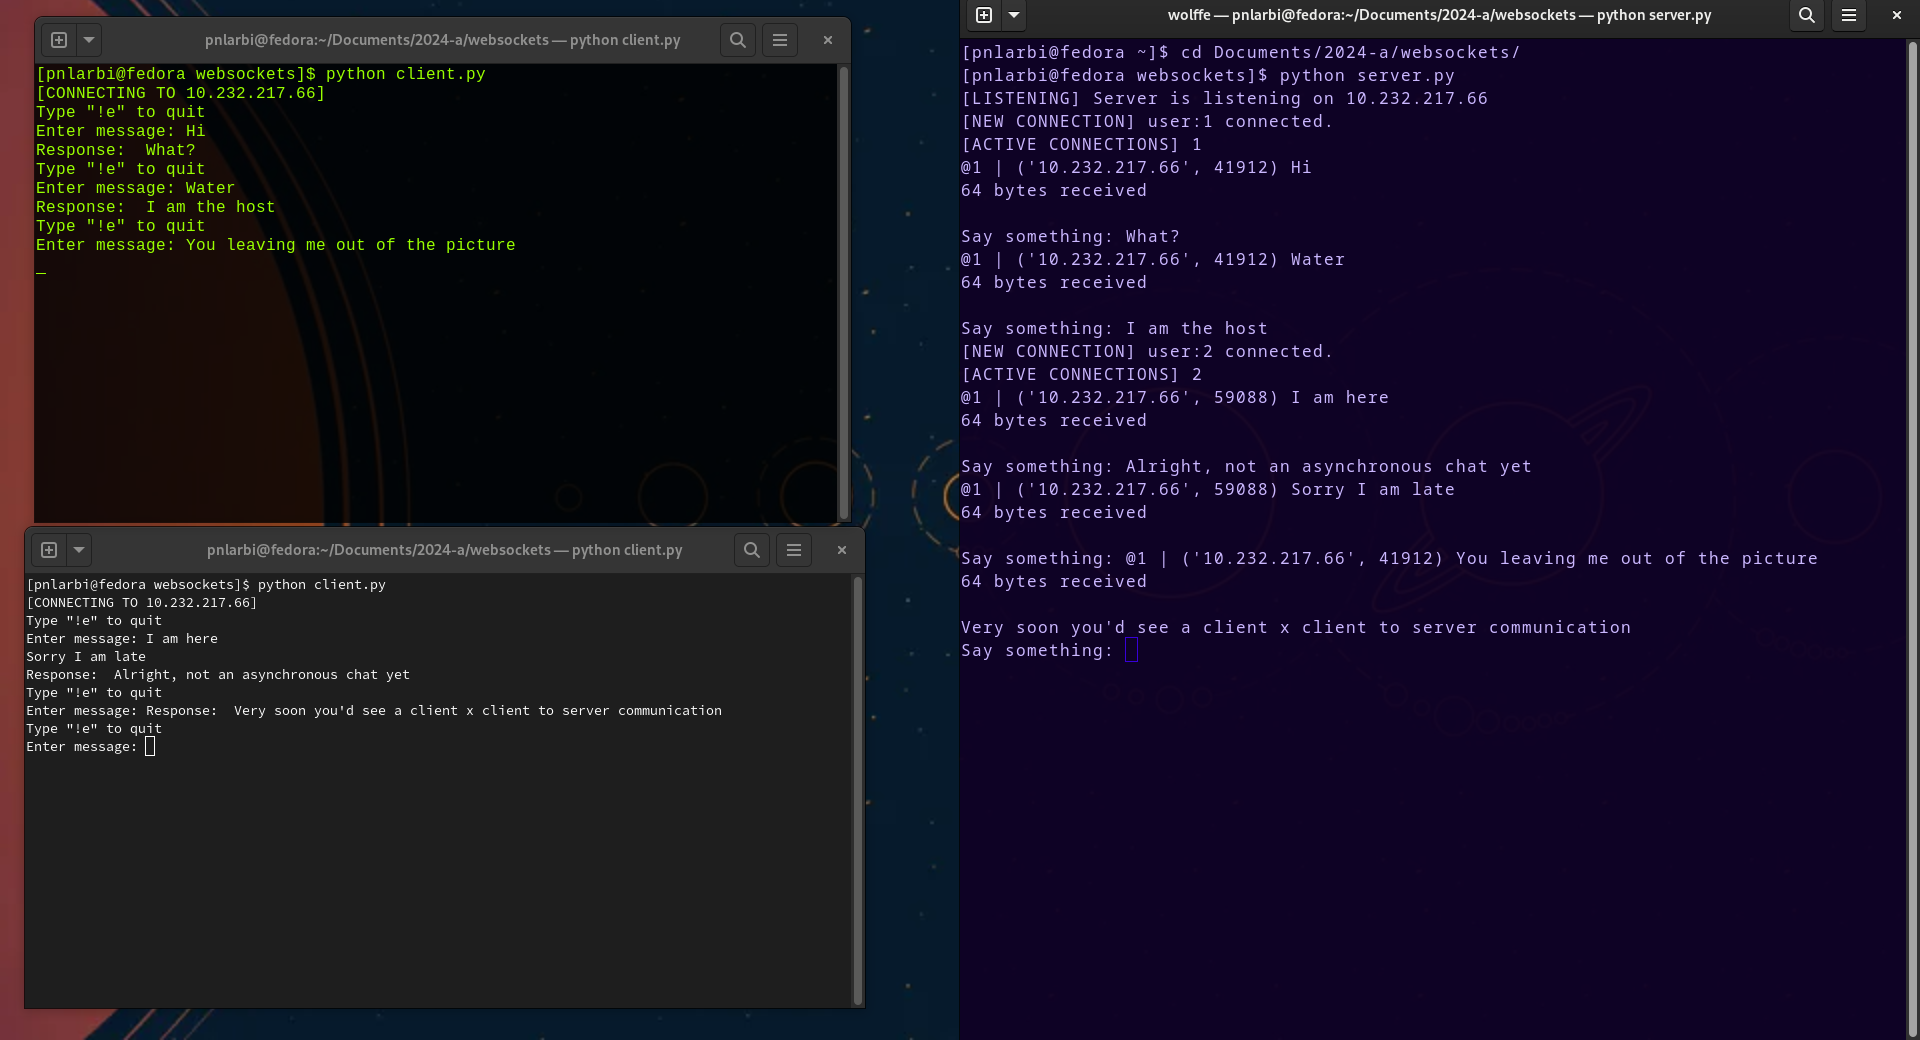 pnlarbi@fedora:~/Documents/2024-a/websockets — python client.py
[pnlarbi@fedora websockets]$ python client.py
[CONNECTING TO 10.232.217.66]
Type "!e" to quit
Enter message: Hi
Response:  What?
Type "!e" to quit
Enter message: Water
Response:  I am the host
Type "!e" to quit
Enter message: You leaving me out of the picture
pnlarbi@fedora:~/Documents/2024-a/websockets — python client.py
[pnlarbi@fedora websockets]$ python client.py
[CONNECTING TO 10.232.217.66]
Type "!e" to quit
Enter message: I am here
Sorry I am late
Response:  Alright, not an asynchronous chat yet
Type "!e" to quit
Enter message: Response:  Very soon you'd see a client x client to server communication
Type "!e" to quit
Enter message:
wolffe — pnlarbi@fedora:~/Documents/2024-a/websockets — python server.py
[pnlarbi@fedora ~]$ cd Documents/2024-a/websockets/
[pnlarbi@fedora websockets]$ python server.py
[LISTENING] Server is listening on 10.232.217.66
[NEW CONNECTION] user:1 connected.
[ACTIVE CONNECTIONS] 1
@1 | ('10.232.217.66', 41912) Hi
64 bytes received
Say something: What?
@1 | ('10.232.217.66', 41912) Water
64 bytes received
Say something: I am the host
[NEW CONNECTION] user:2 connected.
[ACTIVE CONNECTIONS] 2
@1 | ('10.232.217.66', 59088) I am here
64 bytes received
Say something: Alright, not an asynchronous chat yet
@1 | ('10.232.217.66', 59088) Sorry I am late
64 bytes received
Say something: @1 | ('10.232.217.66', 41912) You leaving me out of the picture
64 bytes received
Very soon you'd see a client x client to server communication
Say something: